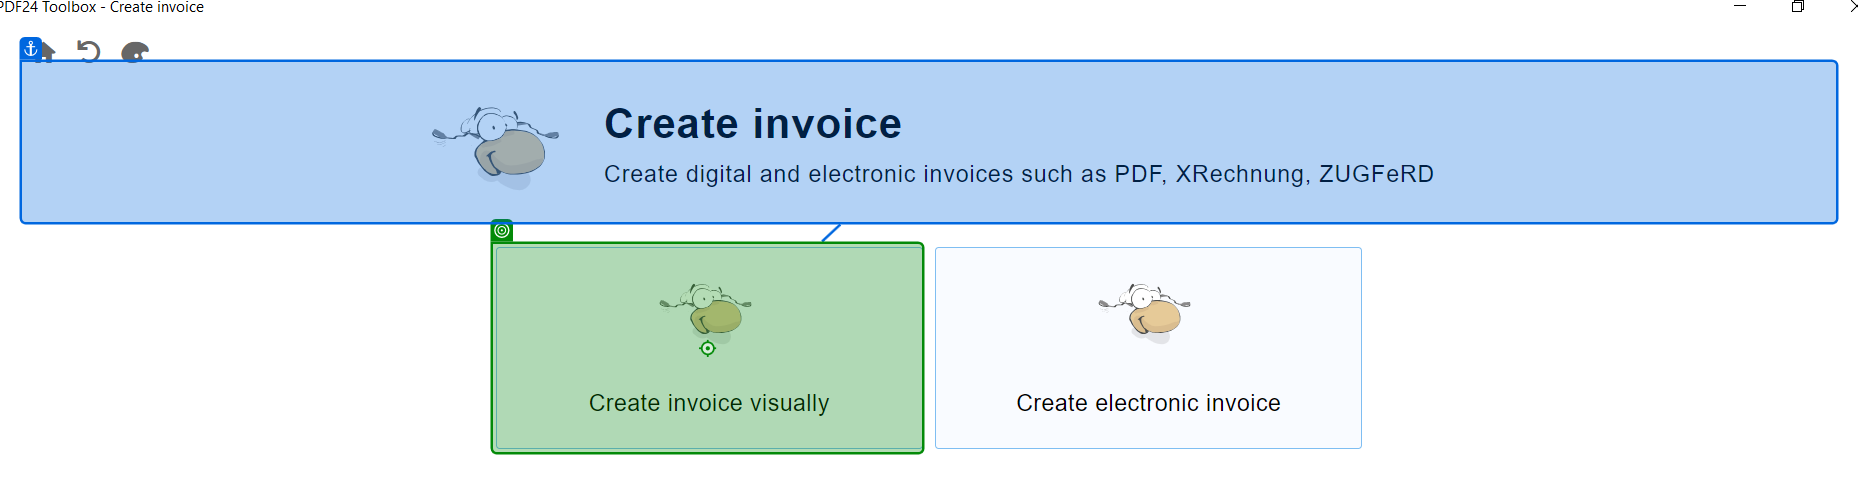 PDF24 Toolbox - Create invoice
Create invoice
Create digital and electronic invoices such as PDF, XRechnung, ZUGFeRD
Create invoice visually
Create electronic invoice